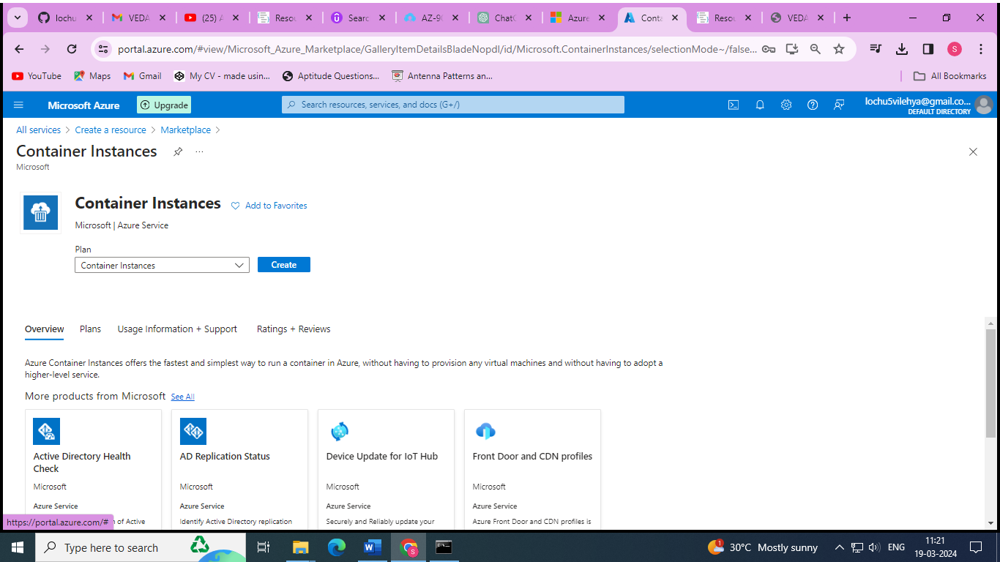 lochu
VEDA
(25) A
Resou
Searc
AZ-90
ChatG
Azure
Conta
Resou
VEDA
portal.azure.com/#view/Microsoft_Azure_Marketplace/GalleryItemDetailsBladeNopdl/id/Microsoft.ContainerInstances/selectionMode~/false...
S
YouTube
Maps
Gmail
My CV - made usin...
Aptitude Questions...
Antenna Patterns an...
All Bookmarks
Microsoft Azure
Upgrade
Search resources, services, and docs (G+/)
lochu5vilehya@gmail.co...
DEFAULT DIRECTORY
All services > Create a resource > Marketplace >
Container Instances
...
Microsoft
Container Instances
Add to Favorites
Microsoft | Azure Service
Plan
Container Instances
Create
Overview
Plans
Usage Information + Support
Ratings + Reviews
Azure Container Instances offers the fastest and simplest way to run a container in Azure, without having to provision any virtual machines and without having to adopt a
higher-level service.
More products from Microsoft See All
Active Directory Health
Check
Microsoft
Azure Service
n of Active
AD Replication Status
Microsoft
Azure Service
Identify Active Directory replication
Device Update for IoT Hub
Microsoft
Azure Service
Securely and Reliably update your
Front Door and CDN profiles
Microsoft
Azure Service
Azure Front Door and CDN profiles is
https://portal.azure.com/#
Type here to search
1
30°C Mostly sunny
ENG
11:21
19-03-2024